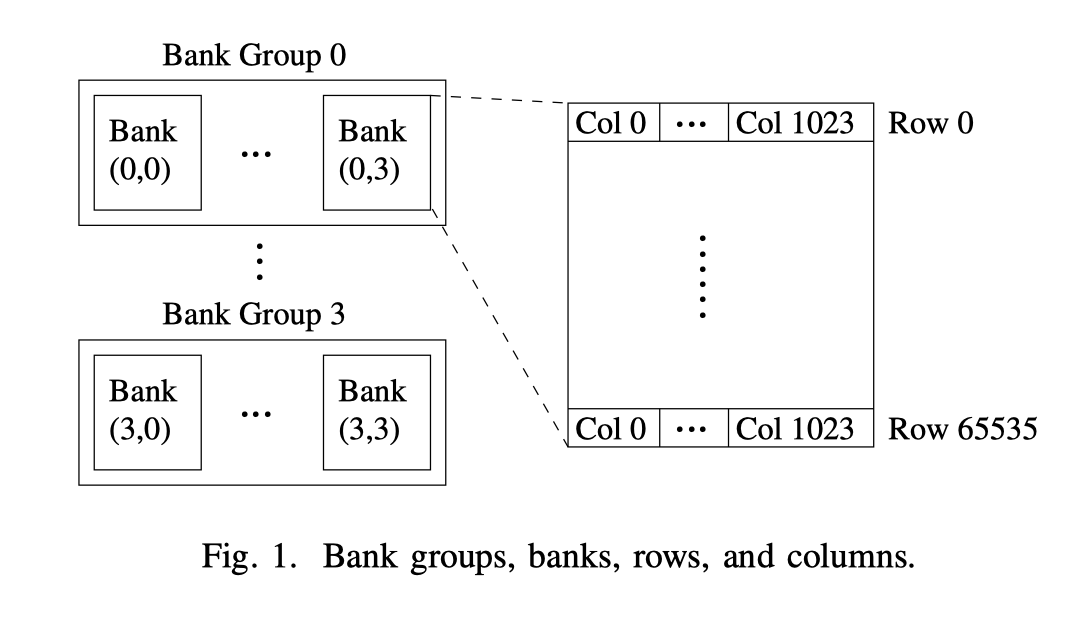 Bank Group 0
Bank
(0,0)
...
Bank
(0,3)
Bank Group 3
Bank
(3,0)
...
Bank
(3,3)
Col 0 ... Col 1023 Row 0
Col 0 ... Col 1023 Row 65535
Fig. 1. Bank groups, banks, rows, and columns.